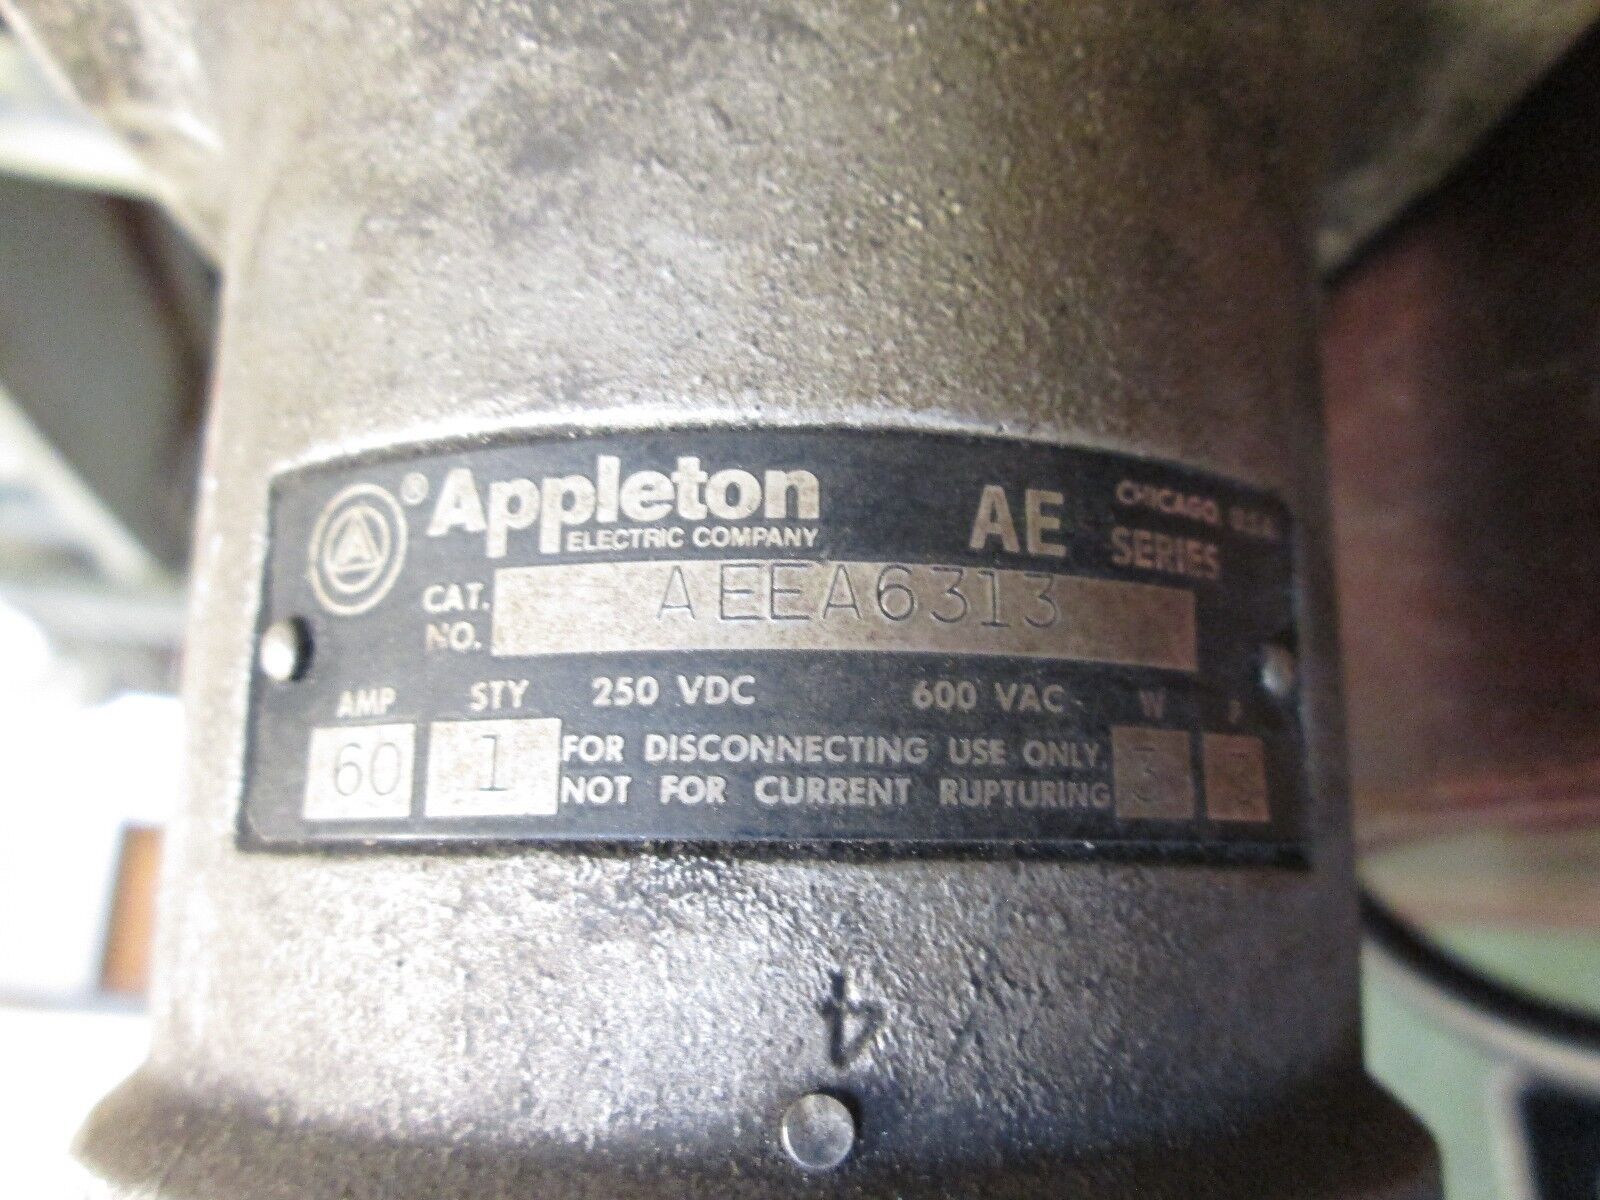 ® Appleton
ELECTRIC COMPANY
AE SERIES
CHICAGO, U.S.A.
CAT. NO. AEEA6313
AMP STY 250 VDC 600 VAC W P
60 1 FOR DISCONNECTING USE ONLY. 3
NOT FOR CURRENT RUPTURING
4